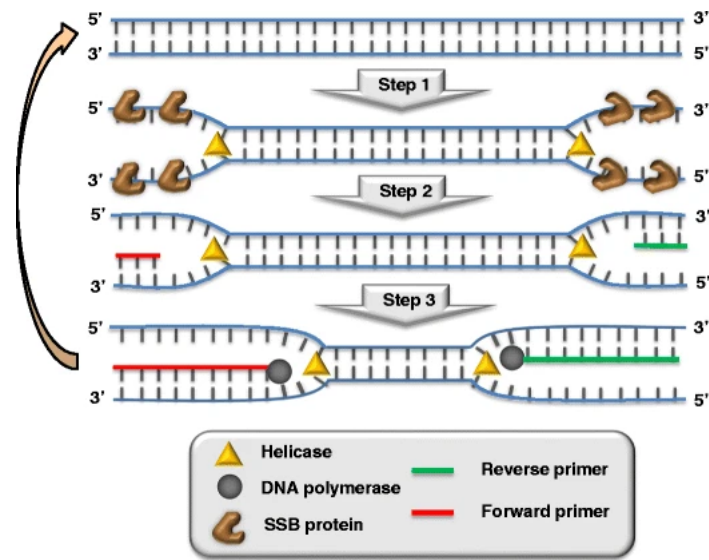 5’ 3’
3’ 5’
Step 1
5’ 3’
3’ 5’
Step 2
5’ 3’
3’ 5’
Step 3
5’ 3’
3’ 5’
Helicase
DNA polymerase
SSB protein
Reverse primer
Forward primer